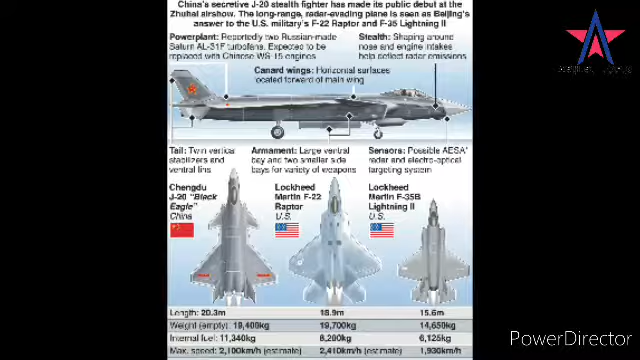 China's secretive J-20 stealth fighter has made its public debut at the
Zhuhai airshow. The long-range, radar-evading plane is seen as Beijing's
answer to the U.S. military's F-22 Raptor and F-35 Lightning II
Powerplant: Reportedly two Russian-made
Saturn AL-31F turbofans. Expected to be
replaced with Chinese WS-15 engines
Stealth: Shaping around
nose and engine intakes
help deflect radar emissions
Canard wings: Horizontal surfaces
located forward of main wing
Tail: Twin vertical
stabilizers and
ventral fins
Armament: Large ventral
bay and two smaller side
bays for variety of weapons
Sensors: Possible AESA*
radar and electro-optical
targeting system
Chengdu
J-20 "Black
Eagle"
China
Lockheed
Martin F-22
Raptor
U.S.
Lockheed
Martin F-35B
Lightning II
U.S.
Length: 20.3m 18.9m 15.6m
Weight (empty): 19,400kg 19,700kg 14,650kg
Internal fuel: 11,340kg 8,200kg 6,125kg
Max. speed: 2,100km/h (estimate) 2,410km/h (estimate) 1,930km/h
PowerDirector